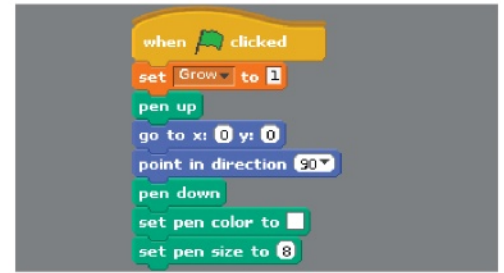 when clicked
set Grow to 1
pen up
go to x: 0 y: 0
point in direction 90
pen down
set pen color to
set pen size to 8